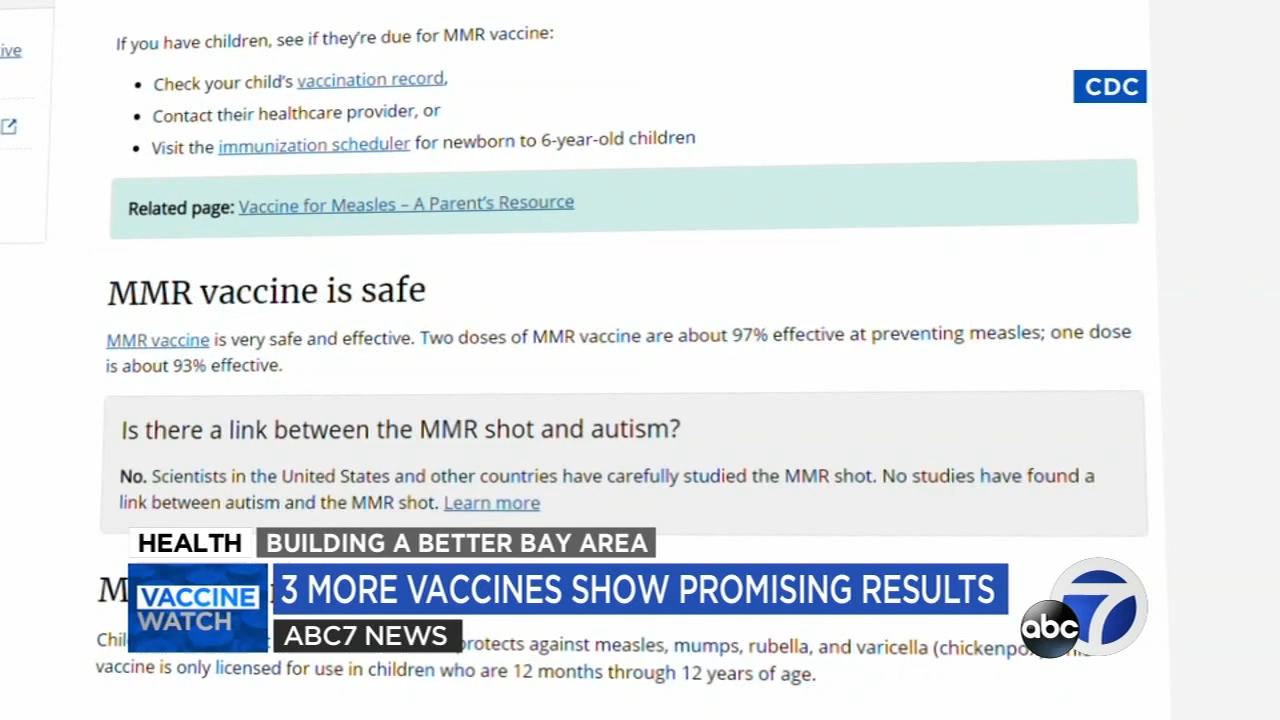 ive
If you have children, see if they're due for MMR vaccine:
• Check your child's vaccination record,
• Contact their healthcare provider, or
• Visit the immunization scheduler for newborn to 6-year-old children
CDC
Related page: Vaccine for Measles – A Parent's Resource
MMR vaccine is safe
MMR vaccine is very safe and effective. Two doses of MMR vaccine are about 97% effective at preventing measles; one dose
is about 93% effective.
Is there a link between the MMR shot and autism?
No. Scientists in the United States and other countries have carefully studied the MMR shot. No studies have found a
link between autism and the MMR shot. Learn more
HEALTH BUILDING A BETTER BAY AREA
VACCINE
WATCH
3 MORE VACCINES SHOW PROMISING RESULTS
ABC7 NEWS
abc 7
M
Chil protects against measles, mumps, rubella, and varicella (chickenpo
vaccine is only licensed for use in children who are 12 months through 12 years of age.